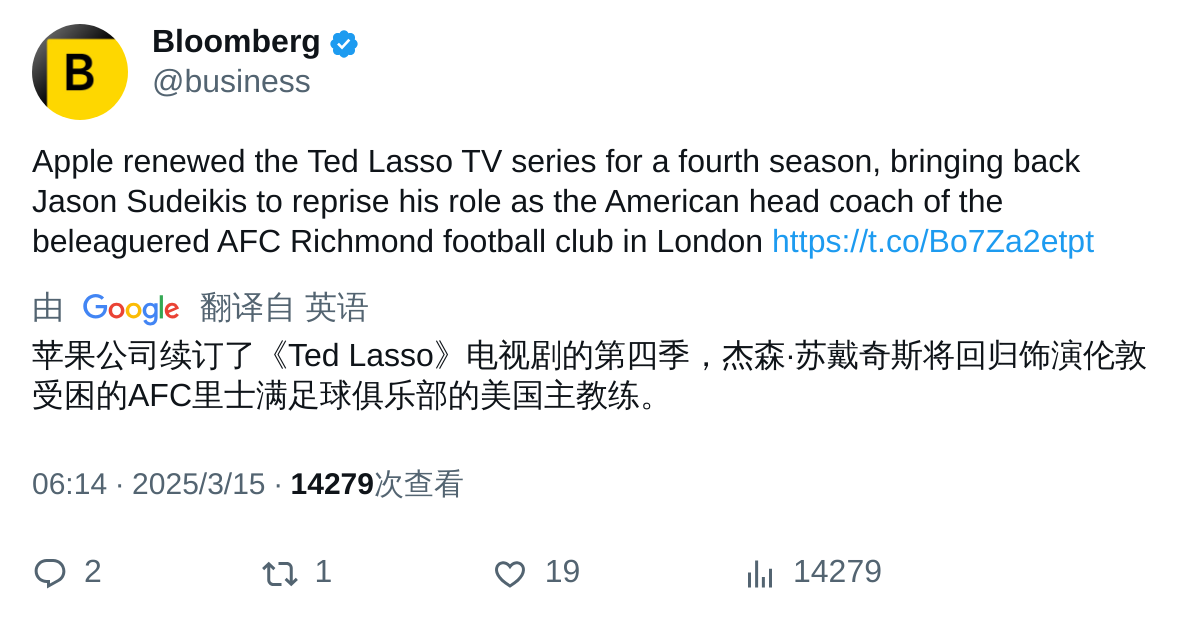 B
Bloomberg
@business
Apple renewed the Ted Lasso TV series for a fourth season, bringing back
Jason Sudeikis to reprise his role as the American head coach of the
beleaguered AFC Richmond football club in London https://t.co/Bo7Za2etpt
由 Google 翻译自 英语
苹果公司续订了《Ted Lasso》电视剧的第四季，杰森·苏戴奇斯将回归饰演伦敦
受困的AFC里士满足球俱乐部的美国主教练。
06:14 · 2025/3/15 · 14279次查看
2 1 19 14279